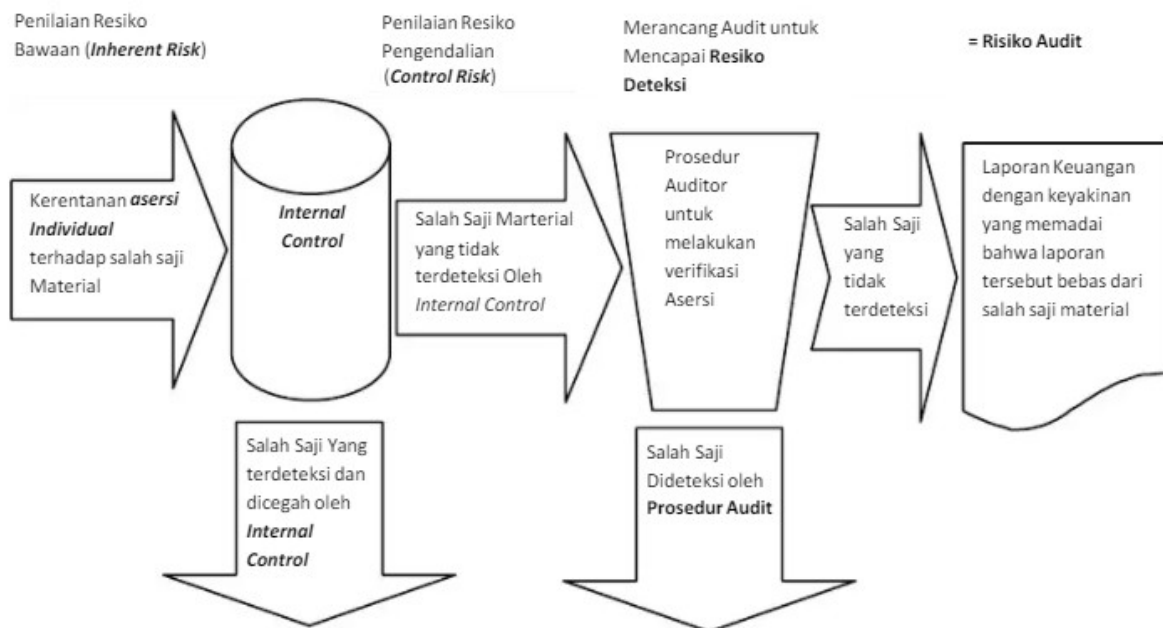 Penilaian Resiko
Bawaan (Inherent Risk)
Penilaian Resiko
Pengendalian
(Control Risk)
Merancang Audit untuk
Mencapai Resiko
Deteksi
= Risiko Audit
Kerentanan asersi
Individual
terhadap salah saji
Material
Internal
Control
Salah Saji Marterial
yang tidak
terdeteksi Oleh
Internal Control
Prosedur
Auditor
untuk
melakukan
verifikasi
Asersi
Salah Saji
yang
tidak
terdeteksi
Laporan Keuangan
dengan keyakinan
yang memadai
bahwa laporan
tersebut bebas dari
salah saji material
Salah Saji Yang
terdeteksi dan
dicegah oleh
Internal
Control
Salah Saji
Dideteksi oleh
Prosedur Audit